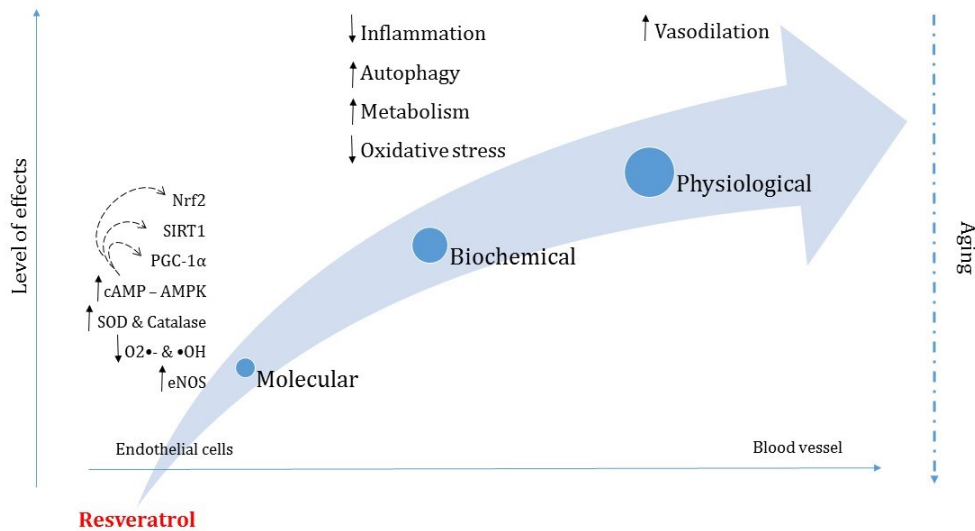 ↓Inflammation
↑Autophagy
↑Metabolism
↓Oxidative stress
↑Vasodilation
Level of effects
Nrf2
SIRT1
PGC-1α
↑cAMP – AMPK
↑SOD & Catalase
↓O2•- & •OH
↑eNOS
Molecular
Biochemical
Physiological
Aging
Endothelial cells
Blood vessel
Resveratrol